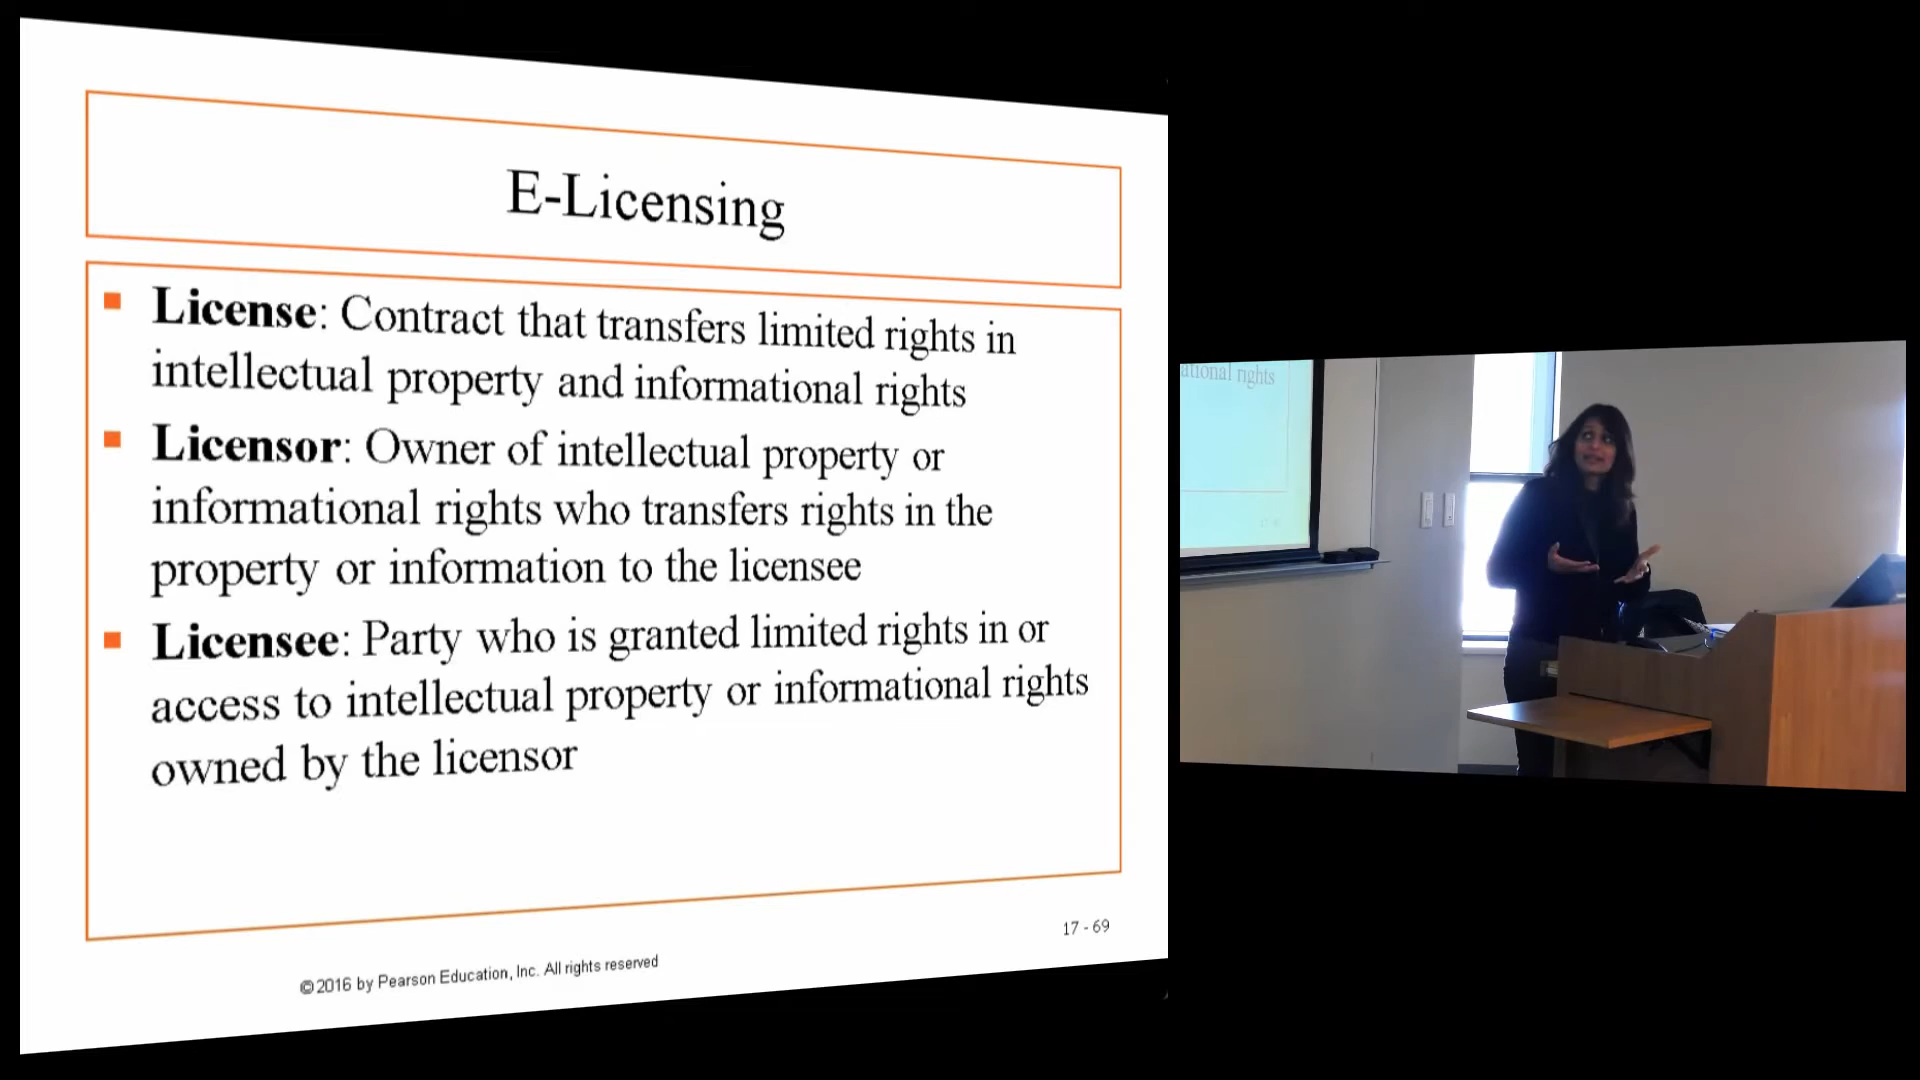 E-Licensing
License: Contract that transfers limited rights in
intellectual property and informational rights
Licensor: Owner of intellectual property or
informational rights who transfers rights in the
property or information to the licensee
Licensee: Party who is granted limited rights in or
access to intellectual property or informational rights
owned by the licensor
17 - 69
©2016 by Pearson Education, Inc. All rights reserved
rights